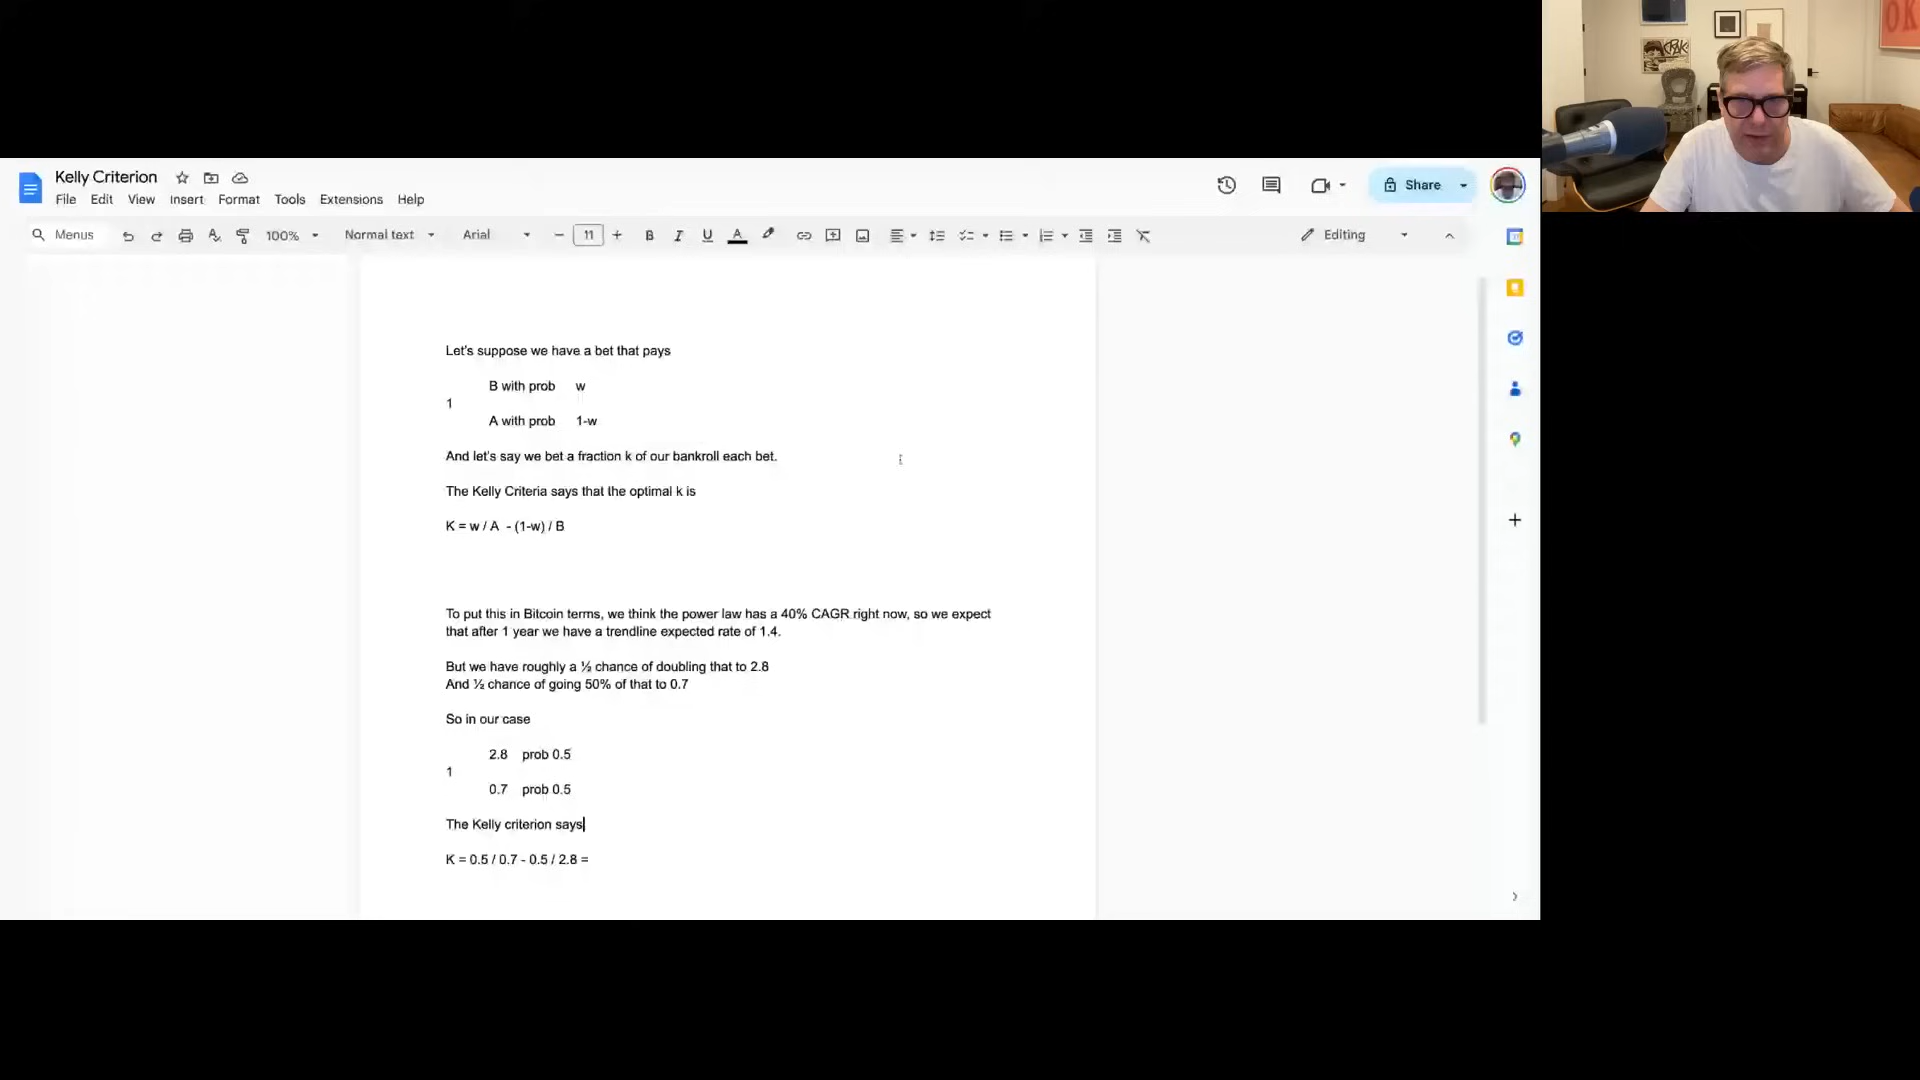 OK
CRAK
Kelly Criterion
File Edit View Insert Format Tools Extensions Help
Share
Menus 100% Normal text Arial 11 B I U A Editing
Let's suppose we have a bet that pays
B with prob w
1
A with prob 1-w
And let's say we bet a fraction k of our bankroll each bet.
The Kelly Criteria says that the optimal k is
K = w / A - (1-w) / B
To put this in Bitcoin terms, we think the power law has a 40% CAGR right now, so we expect
that after 1 year we have a trendline expected rate of 1.4.
But we have roughly a ½ chance of doubling that to 2.8
And ½ chance of going 50% of that to 0.7
So in our case
2.8 prob 0.5
1
0.7 prob 0.5
The Kelly criterion says
K = 0.5 / 0.7 - 0.5 / 2.8 =